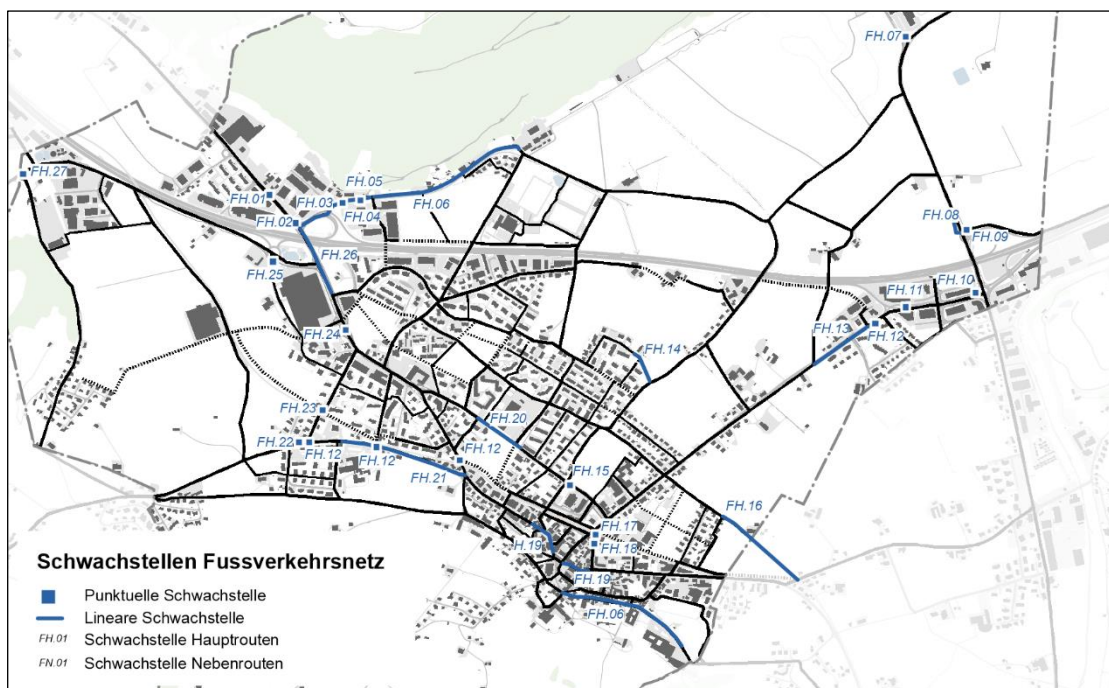 FH.07
FH.27
FH.05
FH.01
FH.03
FH.04
FH.06
FH.02
FH.08
FH.09
FH.26
FH.25
FH.10
FH.11
FH.24
FH.13
FH.12
FH.14
FH.23
FH.20
FH.22
FH.12
FH.12
FH.12
FH.21
FH.15
FH.16
FH.17
H.19
FH.18
FH.19
FH.06
Schwachstellen Fussverkehrsnetz
Punktuelle Schwachstelle
Lineare Schwachstelle
FH.01 Schwachstelle Hauptrouten
FN.01 Schwachstelle Nebenrouten